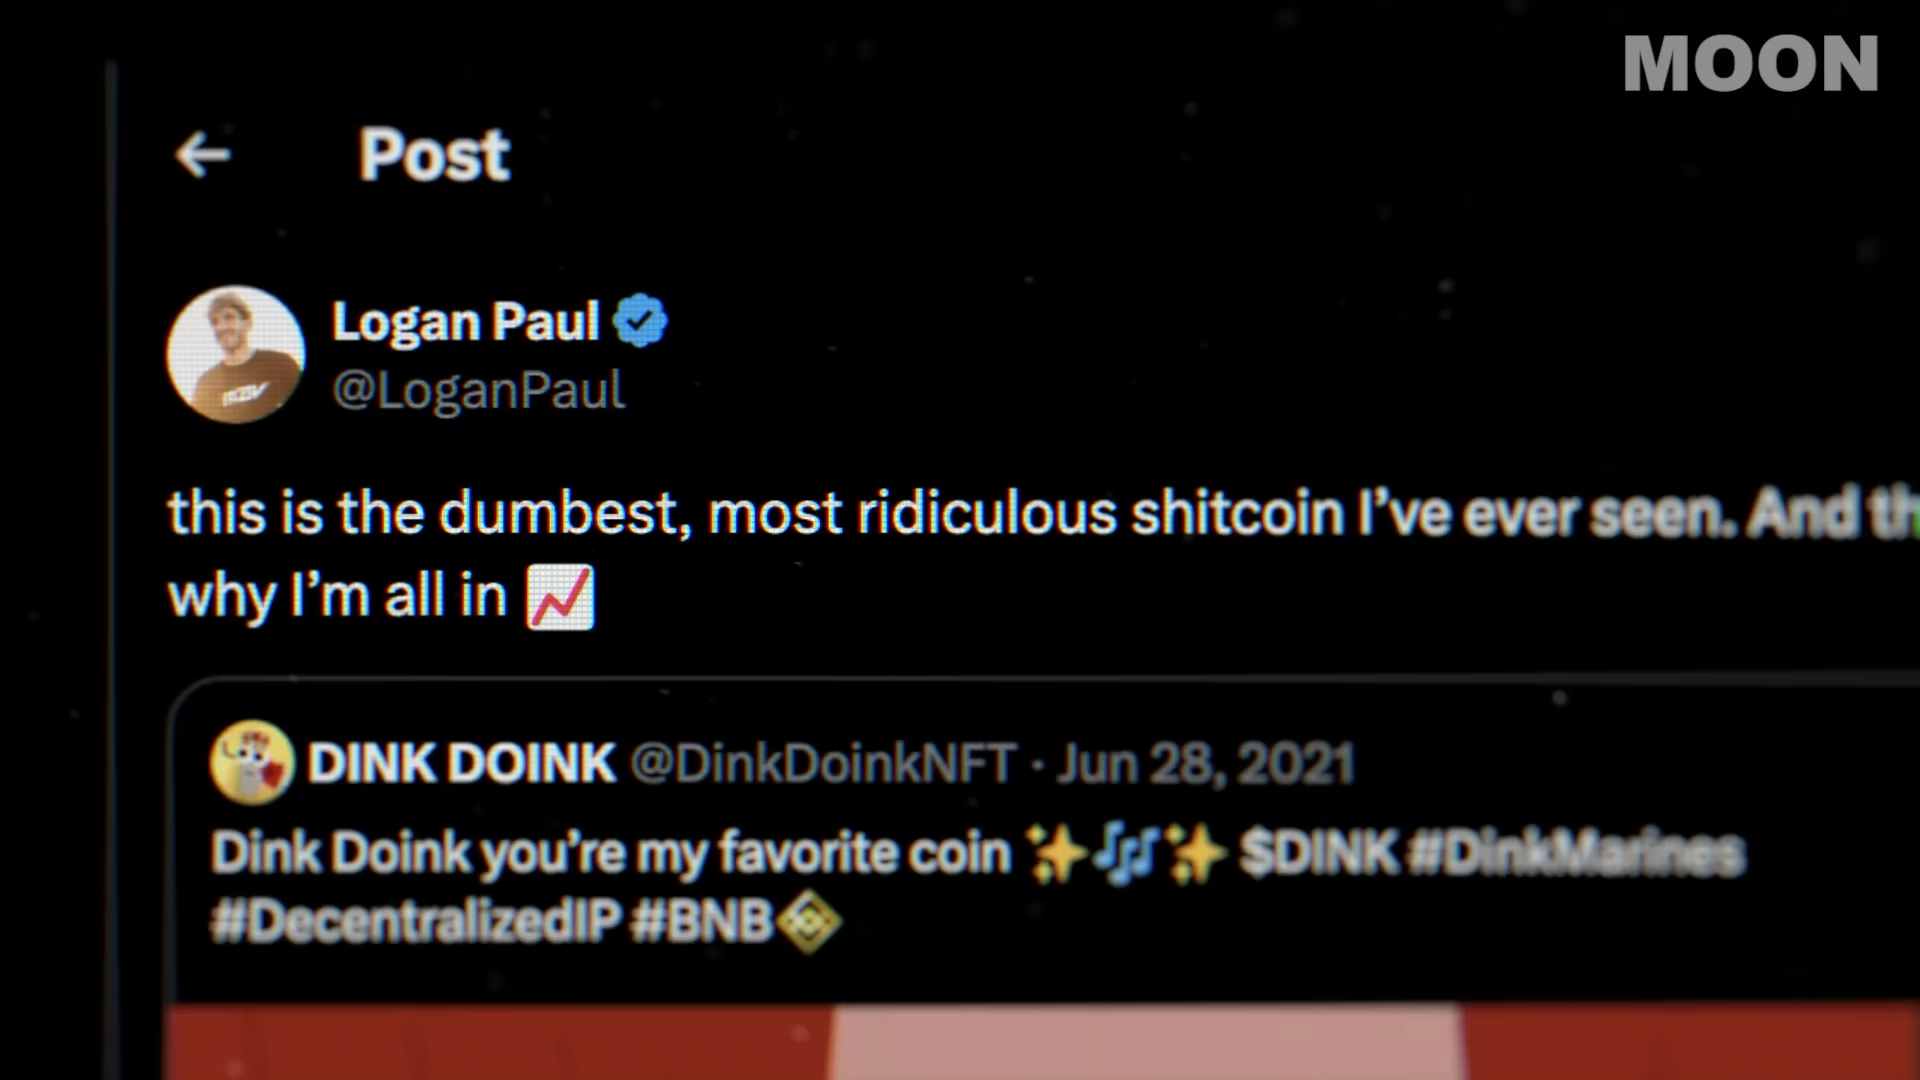 MOON
Post
Logan Paul
@LoganPaul
this is the dumbest, most ridiculous shitcoin I’ve ever seen. And
why I’m all in
DINK DOINK @DinkDoinkNFT · Jun 28, 2021
Dink Doink you’re my favorite coin ✨🎶✨ $DINK #DinkMarines
#DecentralizedIP #BNB